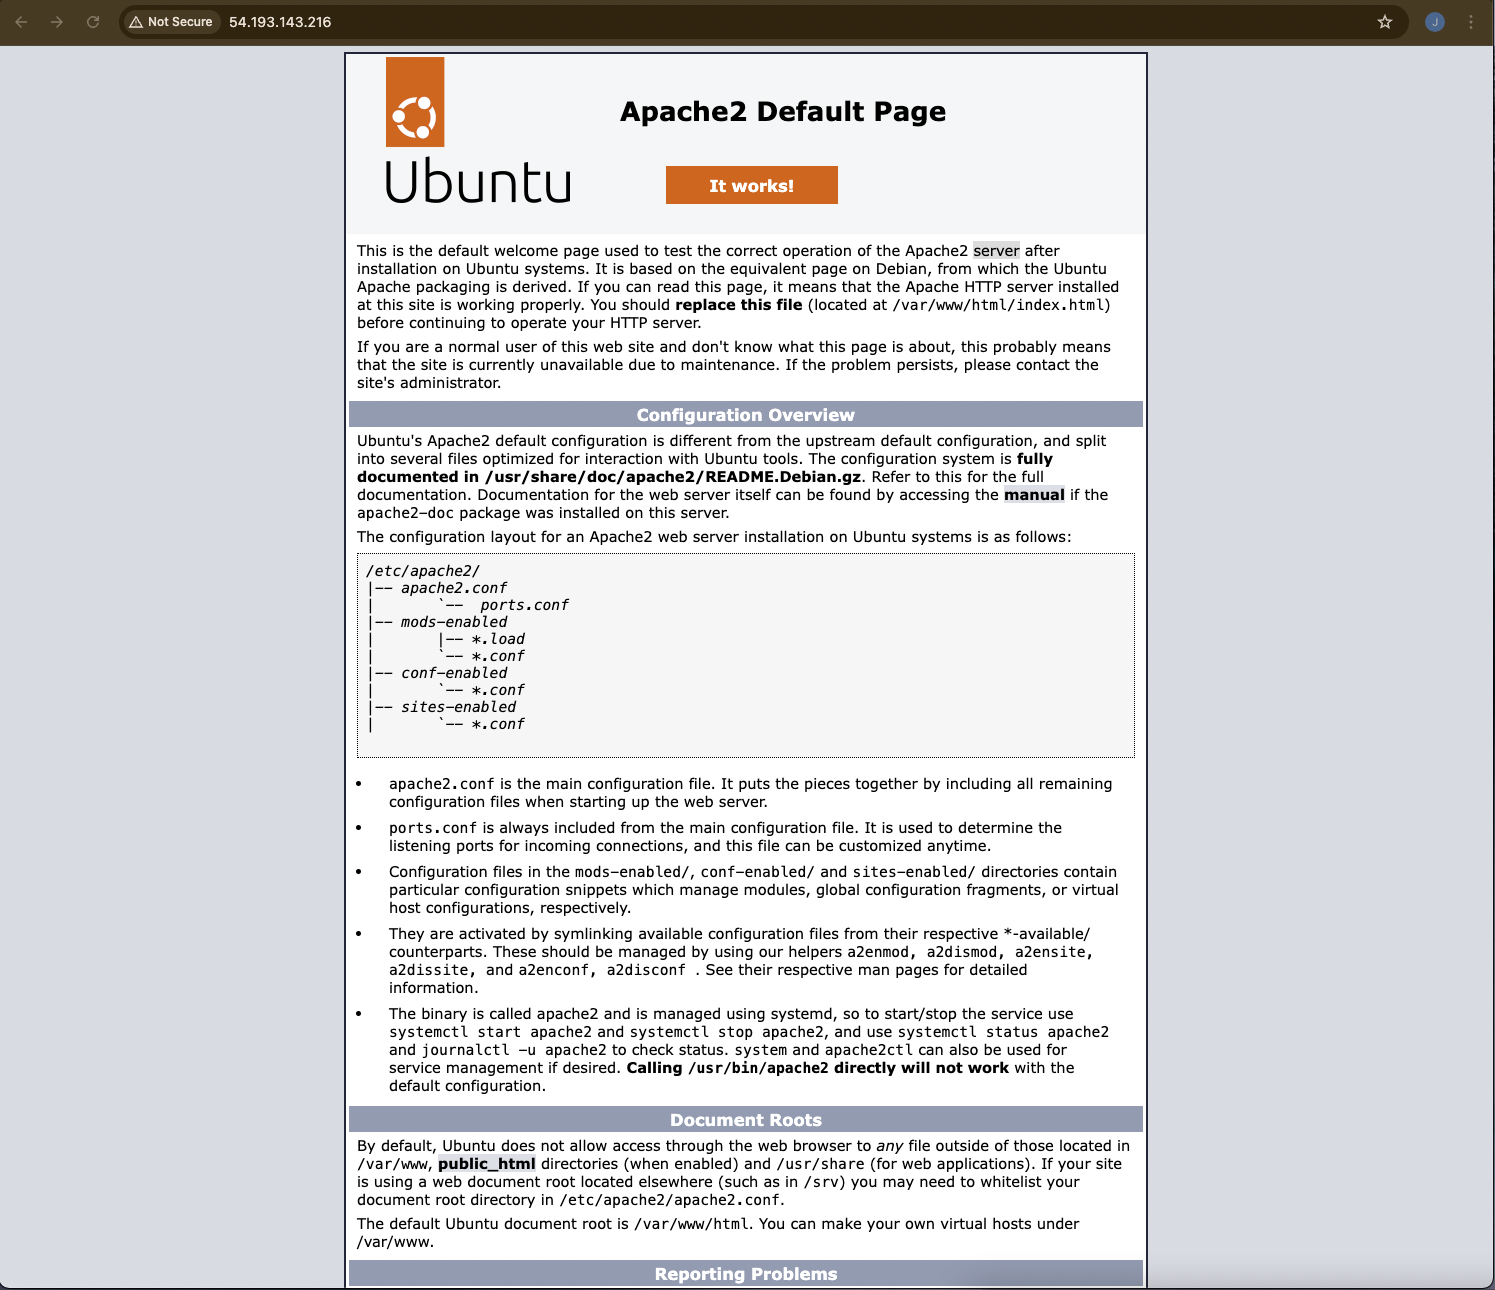 Not Secure 54.193.143.216
J
Apache2 Default Page
Ubuntu
It works!
This is the default welcome page used to test the correct operation of the Apache2 server after
installation on Ubuntu systems. It is based on the equivalent page on Debian, from which the Ubuntu
Apache packaging is derived. If you can read this page, it means that the Apache HTTP server installed
at this site is working properly. You should replace this file (located at /var/www/html/index.html)
before continuing to operate your HTTP server.
If you are a normal user of this web site and don't know what this page is about, this probably means
that the site is currently unavailable due to maintenance. If the problem persists, please contact the
site's administrator.
Configuration Overview
Ubuntu's Apache2 default configuration is different from the upstream default configuration, and split
into several files optimized for interaction with Ubuntu tools. The configuration system is fully
documented in /usr/share/doc/apache2/README.Debian.gz. Refer to this for the full
documentation. Documentation for the web server itself can be found by accessing the manual if the
apache2-doc package was installed on this server.
The configuration layout for an Apache2 web server installation on Ubuntu systems is as follows:
/etc/apache2/
|-- apache2.conf
|       `--  ports.conf
|-- mods-enabled
|       |-- *.load
|       `-- *.conf
|-- conf-enabled
|       `-- *.conf
|-- sites-enabled
|       `-- *.conf
• apache2.conf is the main configuration file. It puts the pieces together by including all remaining
configuration files when starting up the web server.
• ports.conf is always included from the main configuration file. It is used to determine the
listening ports for incoming connections, and this file can be customized anytime.
• Configuration files in the mods-enabled/, conf-enabled/ and sites-enabled/ directories contain
particular configuration snippets which manage modules, global configuration fragments, or virtual
host configurations, respectively.
• They are activated by symlinking available configuration files from their respective *-available/
counterparts. These should be managed by using our helpers a2enmod, a2dismod, a2ensite,
a2dissite, and a2enconf, a2disconf . See their respective man pages for detailed
information.
• The binary is called apache2 and is managed using systemd, so to start/stop the service use
systemctl start apache2 and systemctl stop apache2, and use systemctl status apache2
and journalctl -u apache2 to check status. system and apache2ctl can also be used for
service management if desired. Calling /usr/bin/apache2 directly will not work with the
default configuration.
Document Roots
By default, Ubuntu does not allow access through the web browser to any file outside of those located in
/var/www, public_html directories (when enabled) and /usr/share (for web applications). If your site
is using a web document root located elsewhere (such as in /srv) you may need to whitelist your
document root directory in /etc/apache2/apache2.conf.
The default Ubuntu document root is /var/www/html. You can make your own virtual hosts under
/var/www.
Reporting Problems